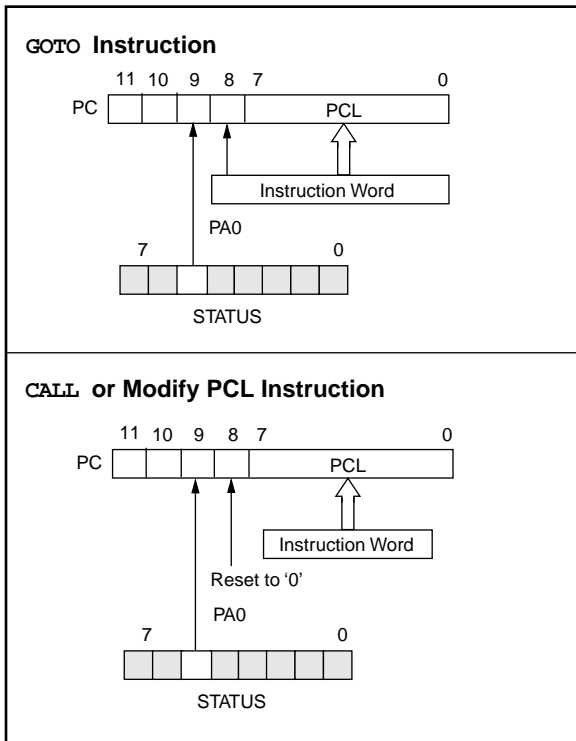 GOTO Instruction
11 10 9 8 7 0
PC PCL
Instruction Word
PA0
7 0
STATUS
CALL or Modify PCL Instruction
11 10 9 8 7 0
PC PCL
Instruction Word
Reset to ‘0’
PA0
7 0
STATUS